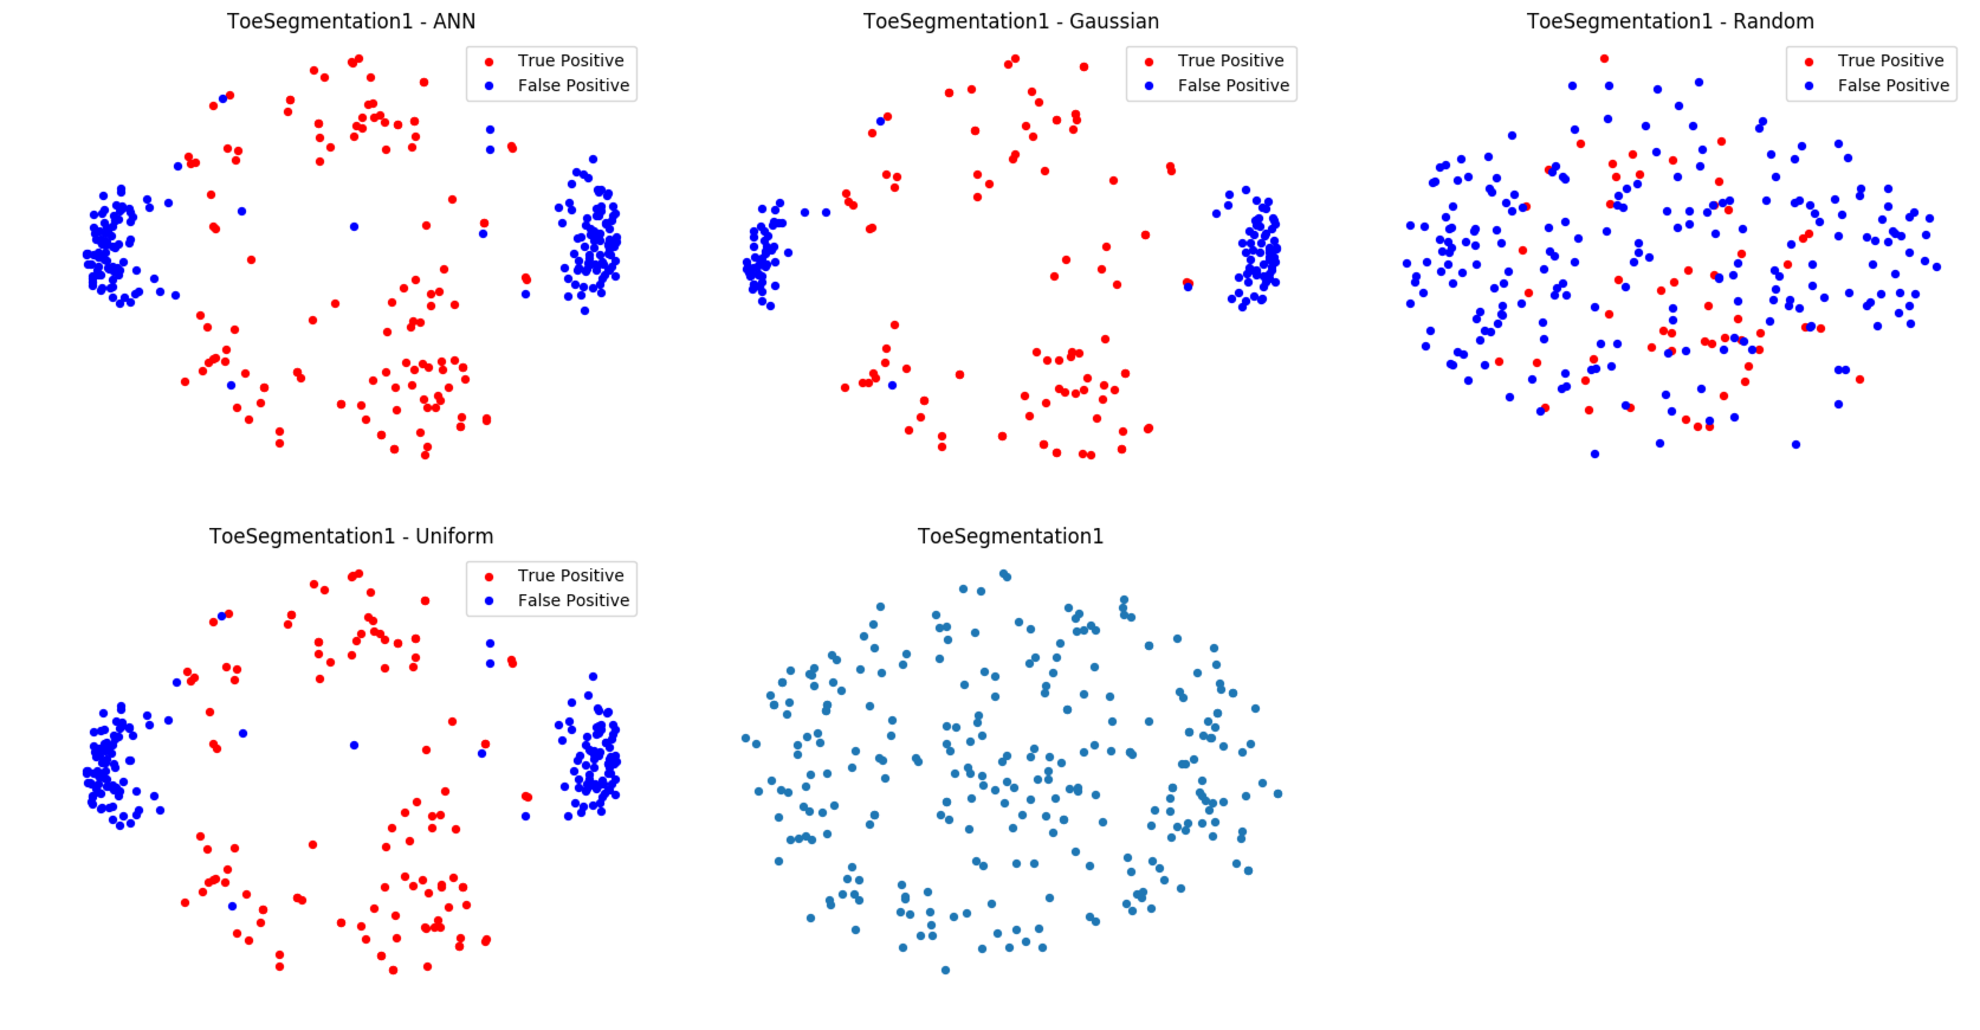 ToeSegmentation1 - ANN
True Positive
False Positive
ToeSegmentation1 - Gaussian
True Positive
False Positive
ToeSegmentation1 - Random
True Positive
False Positive
ToeSegmentation1 - Uniform
True Positive
False Positive
ToeSegmentation1